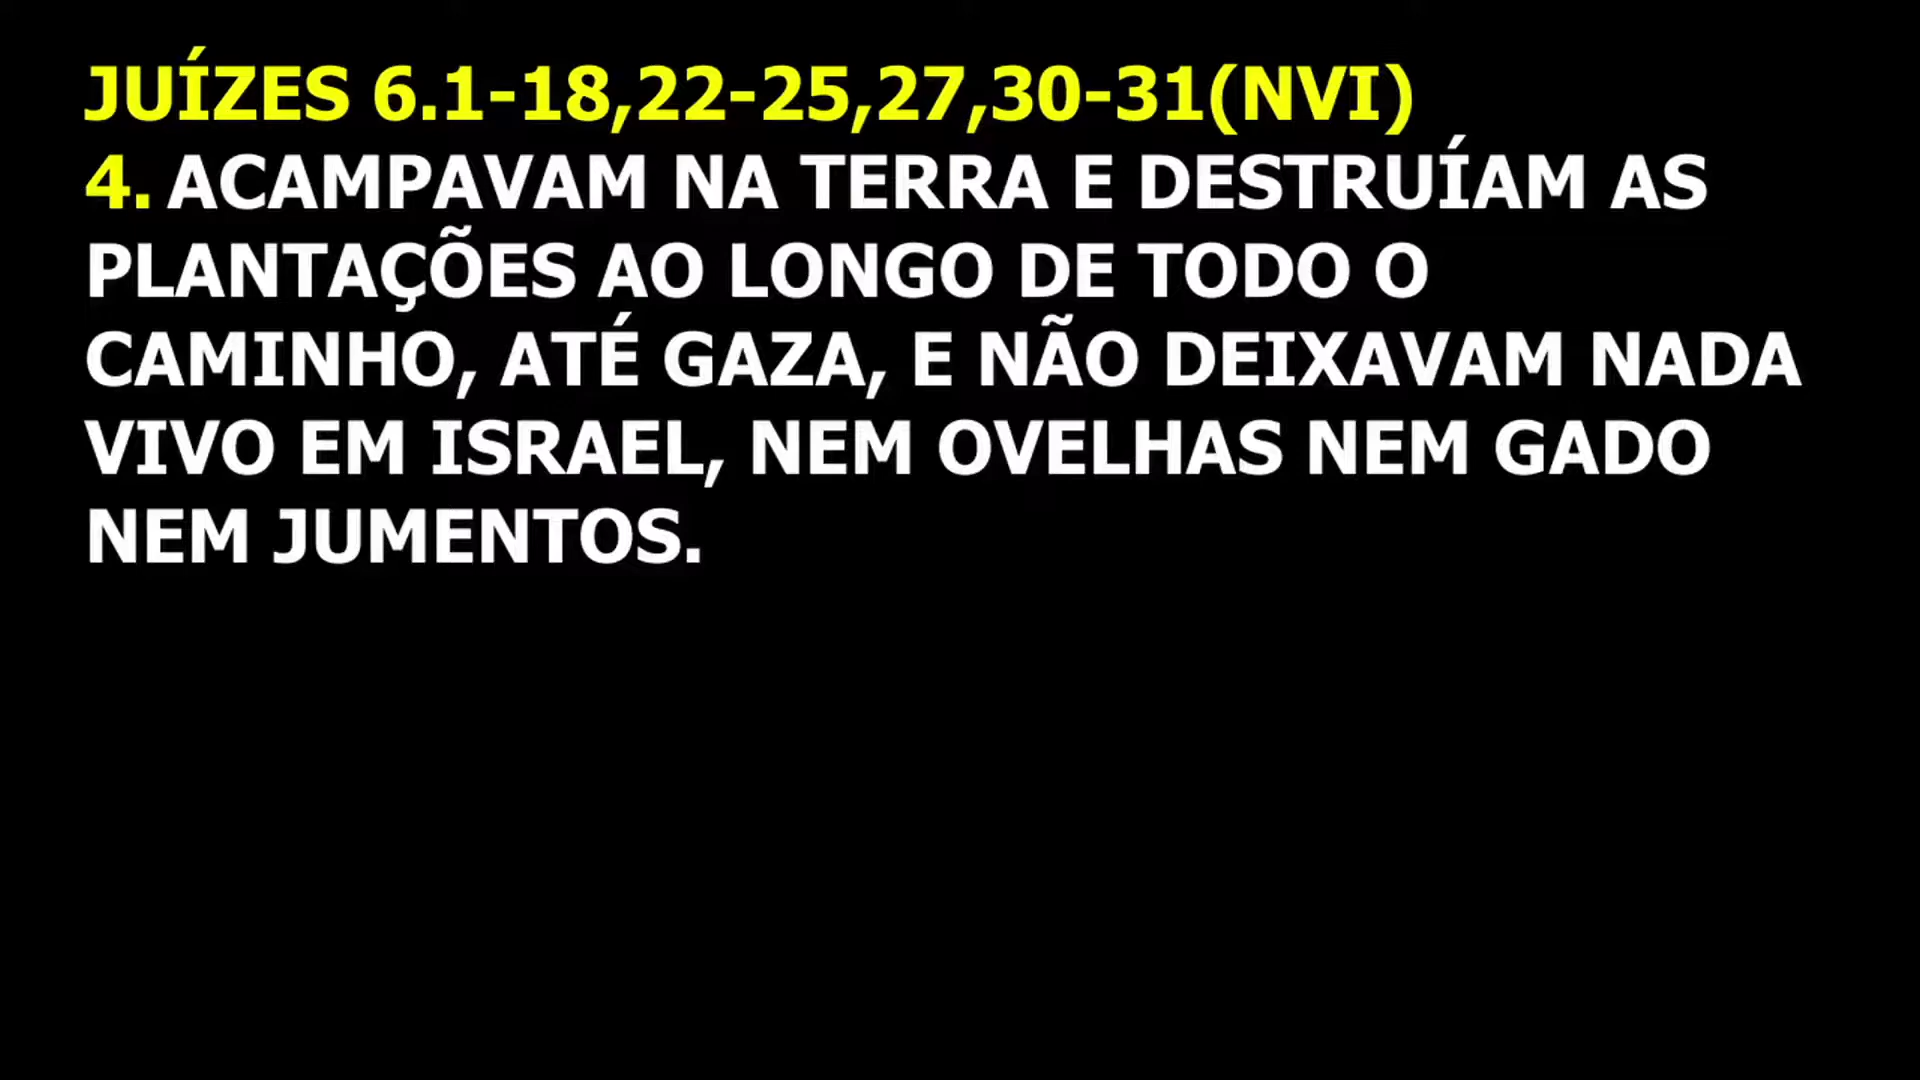 JUÍZES 6.1-18,22-25,27,30-31(NVI)
4. ACAMPAVAM NA TERRA E DESTRUÍAM AS
PLANTAÇÕES AO LONGO DE TODO O
CAMINHO, ATÉ GAZA, E NÃO DEIXAVAM NADA
VIVO EM ISRAEL, NEM OVELHAS NEM GADO
NEM JUMENTOS.